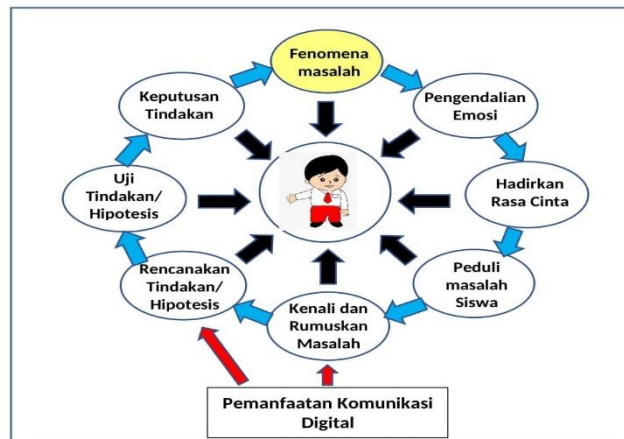 Fenomena
masalah
Pengendalian
Emosi
Hadirkan
Rasa Cinta
Peduli
masalah
Siswa
Kenali dan
Rumuskan
Masalah
Rencanakan
Tindakan/
Hipotesis
Uji
Tindakan/
Hipotesis
Keputusan
Tindakan
Pemanfaatan Komunikasi
Digital